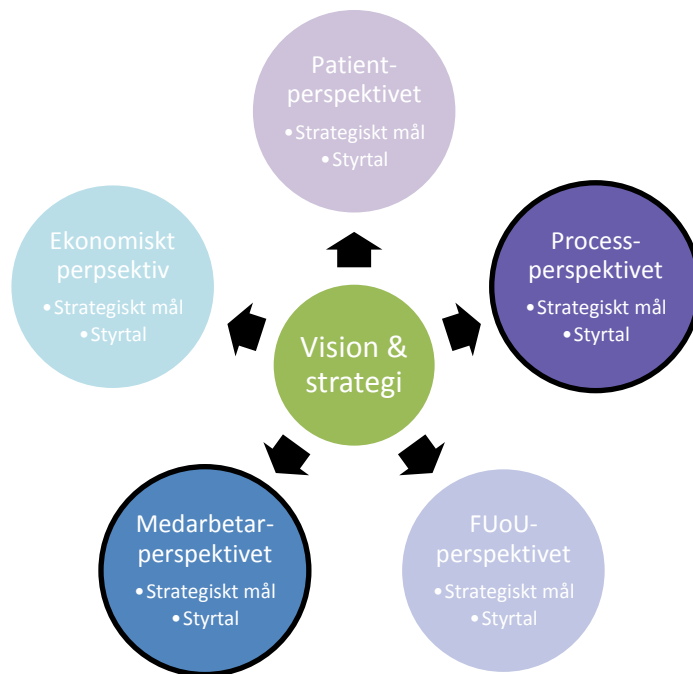 Patient-
perspektivet
•Strategiskt mål
•Styrtal
Ekonomiskt
perpsektiv
•Strategiskt mål
•Styrtal
Process-
perspektivet
•Strategiskt mål
•Styrtal
Vision &
strategi
Medarbetar-
perspektivet
•Strategiskt mål
•Styrtal
FUoU-
perspektivet
•Strategiskt mål
•Styrtal